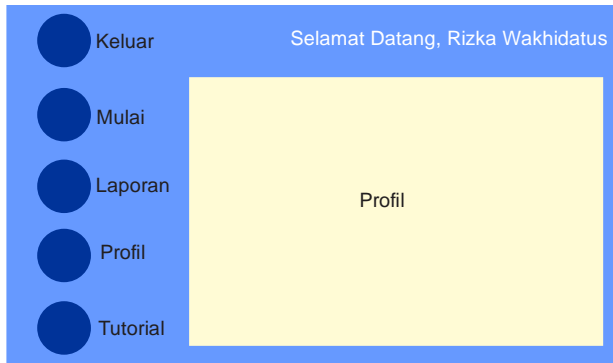 Keluar
Selamat Datang, Rizka Wakhidatus
Mulai
Laporan
Profil
Profil
Tutorial